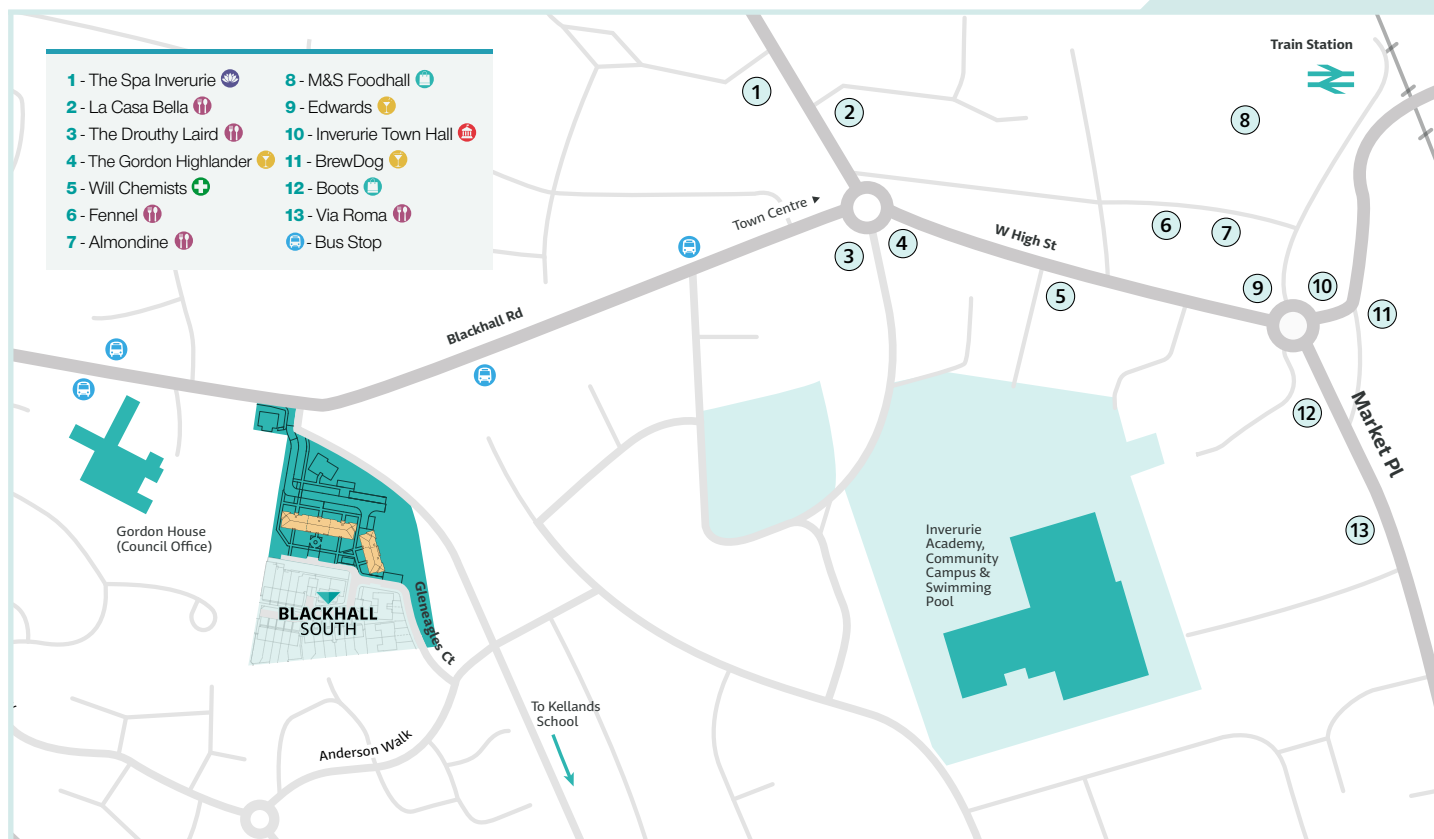 1 - The Spa Inverurie
2 - La Casa Bella
3 - The Drouthy Laird
4 - The Gordon Highlander
5 - Will Chemists
6 - Fennel
7 - Almondine
8 - M&S Foodhall
9 - Edwards
10 - Inverurie Town Hall
11 - BrewDog
12 - Boots
13 - Via Roma
- Bus Stop
Train Station
1
2
8
Town Centre
3
4
W High St
6
7
5
9
10
11
Blackhall Rd
12
Market Pl
13
Gordon House
(Council Office)
Inverurie
Academy,
Community
Campus &
Swimming
Pool
BLACKHALL
SOUTH
Gleneagles Ct
To Kellands
School
Anderson Walk